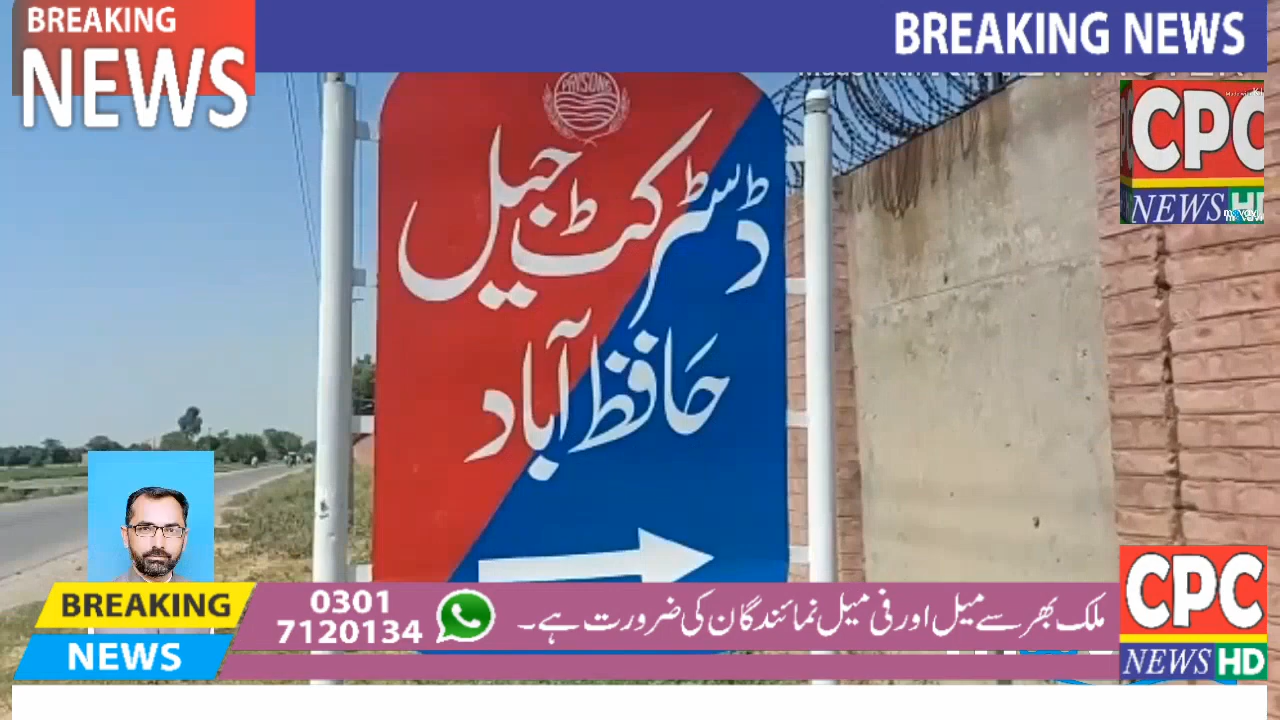 BREAKING
NEWS
BREAKING NEWS
PRISONS
CPC
NEWS HD
ڈسٹرکٹ جیل
حافظ آباد
BREAKING
NEWS
0301
7120134
ملک بھر سے میل اور فی میل نمائندگان کی ضرورت ہے۔
CPC
NEWS HD